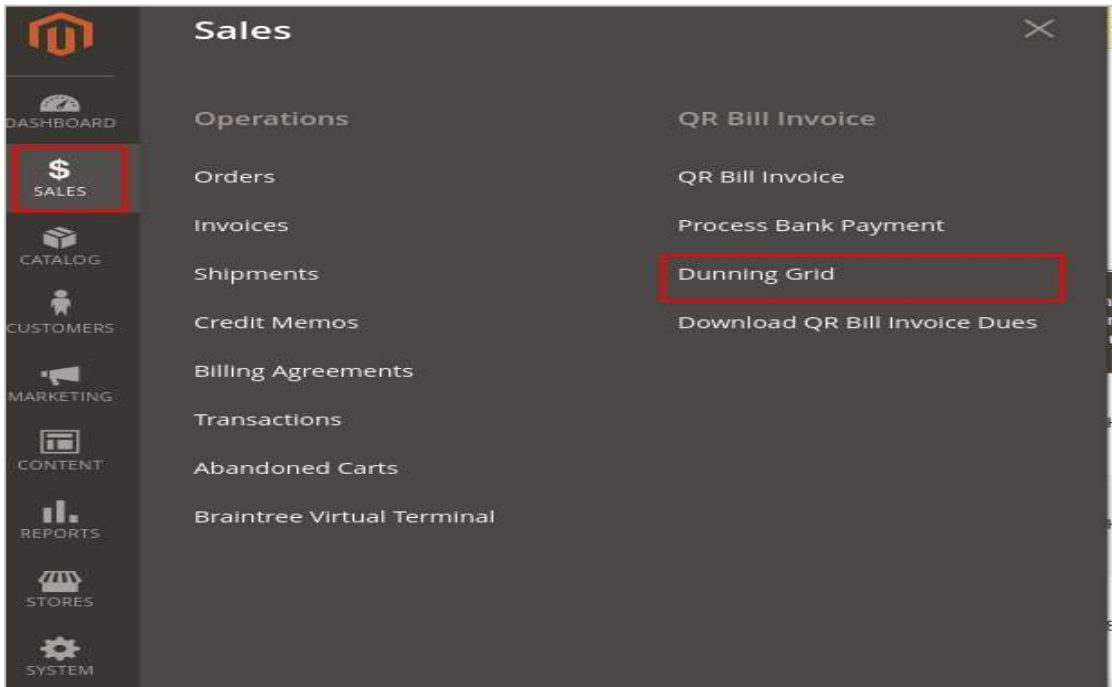 DASHBOARD
$
SALES
CATALOG
CUSTOMERS
MARKETING
CONTENT
REPORTS
STORES
SYSTEM
Sales
Operations
Orders
Invoices
Shipments
Credit Memos
Billing Agreements
Transactions
Abandoned Carts
Braintree Virtual Terminal
QR Bill Invoice
QR Bill Invoice
Process Bank Payment
Dunning Grid
Download QR Bill Invoice Dues